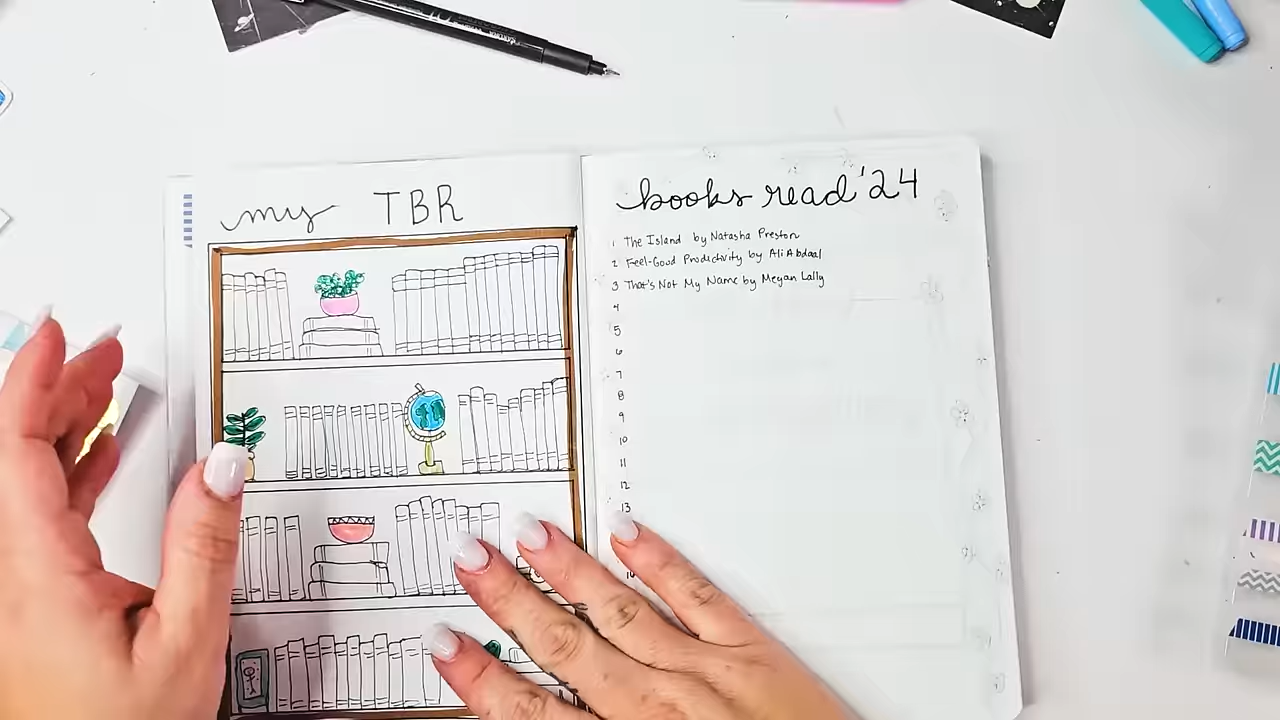 my TBR
books read '24
1 The Island by Natasha Preston
2 Feel-Good Productivity by Ali Abdaal
3 That's Not My Name by Megan Lally
4
5
6
7
8
9
10
11
12
13